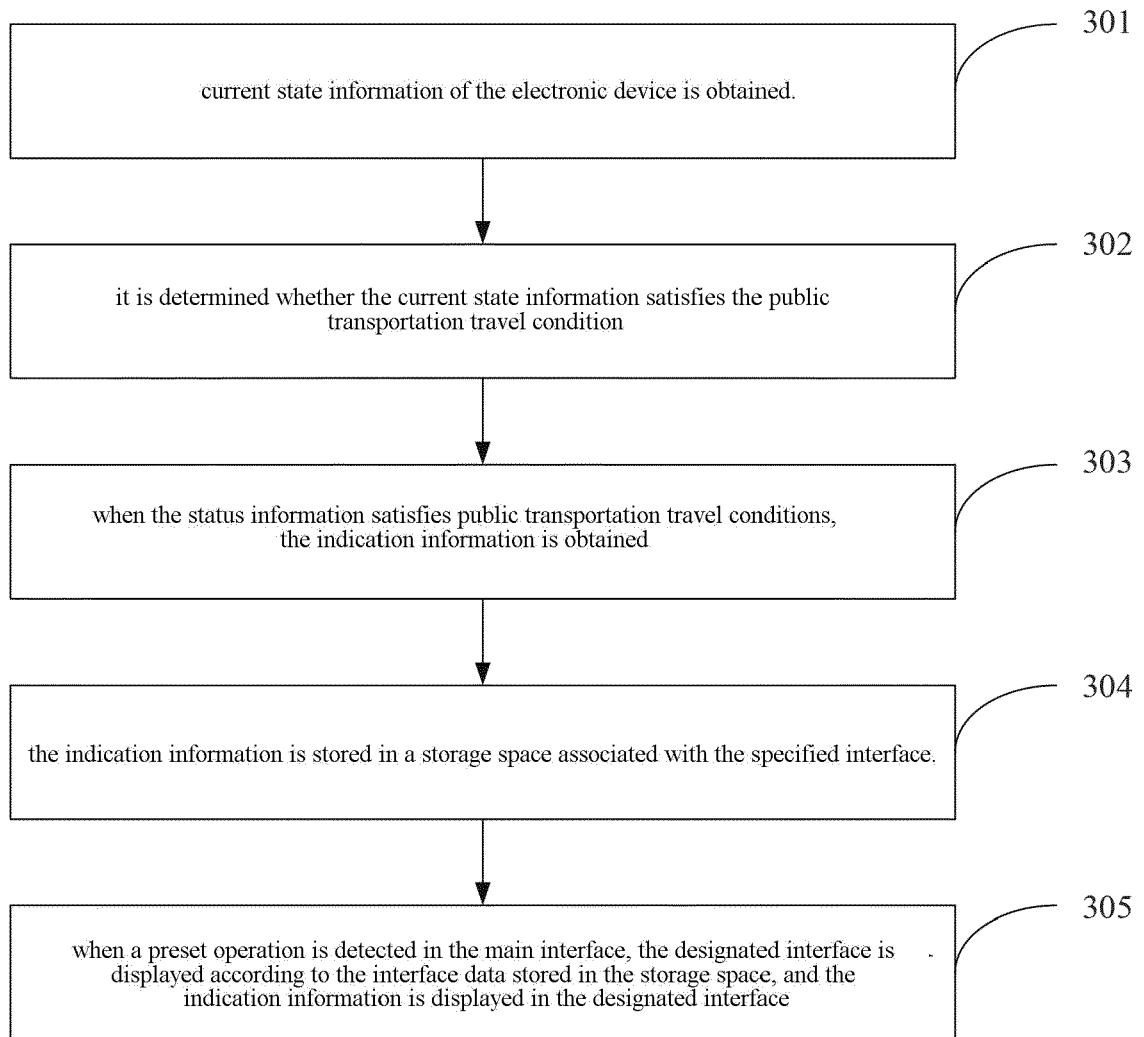 301
current state information of the electronic device is obtained.
302
it is determined whether the current state information satisfies the public
transportation travel condition
303
when the status information satisfies public transportation travel conditions,
the indication information is obtained
304
the indication information is stored in a storage space associated with the specified interface.
305
when a preset operation is detected in the main interface, the designated interface is
displayed according to the interface data stored in the storage space, and the
indication information is displayed in the designated interface